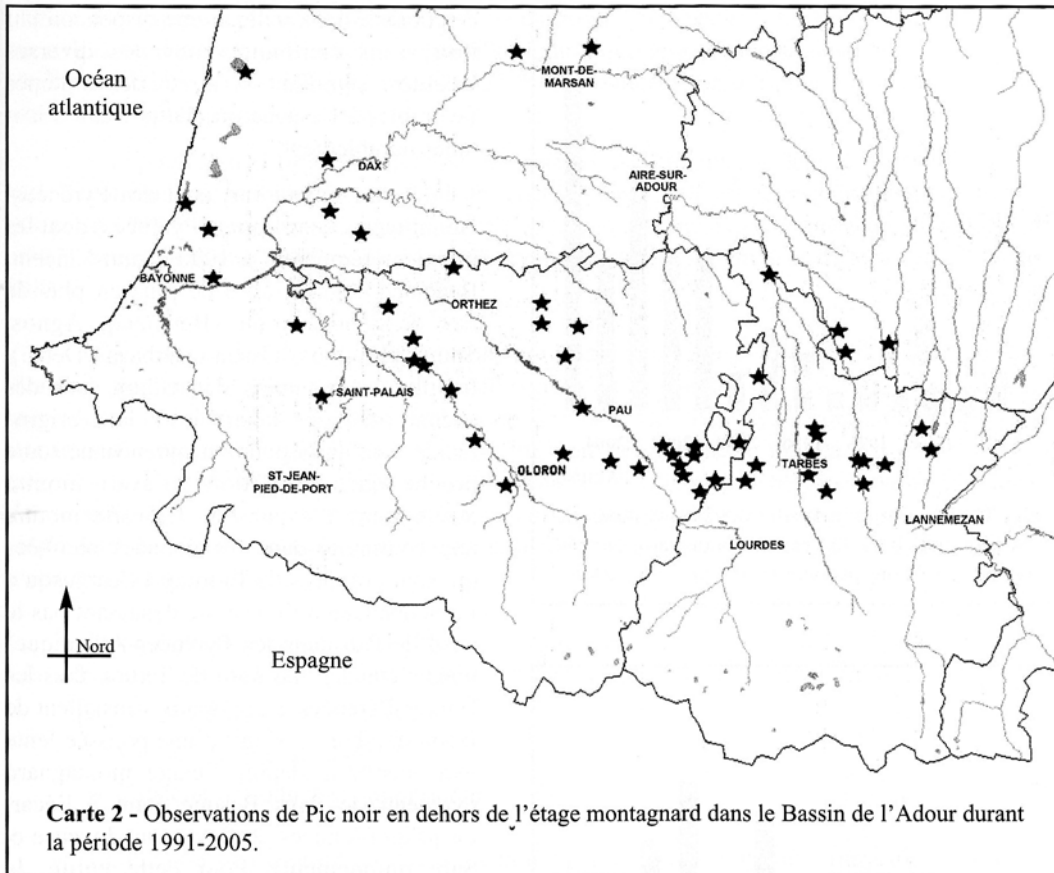 Océan
atlantique
MONT-DE-
MARSAN
DAX
AIRE-SUR-
ADOUR
BAYONNE
ORTHEZ
SAINT-PALAIS
PAU
ST-JEAN-
PIED-DE-PORT
OLORON
TARBES
LANNEMEZAN
LOURDES
Nord
Espagne
Carte 2 - Observations de Pic noir en dehors de l'étage montagnard dans le Bassin de l'Adour durant
la période 1991-2005.